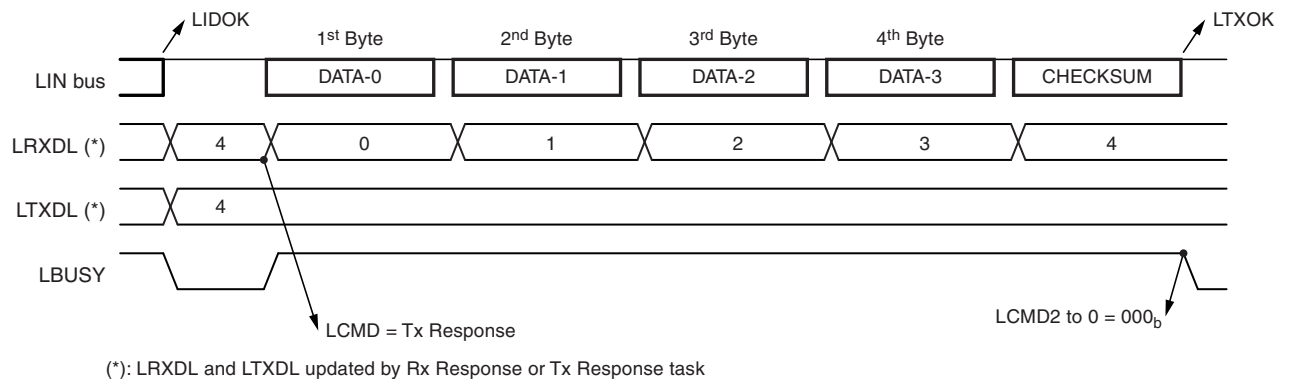 LIDOK
LTXOK
1st Byte 2nd Byte 3rd Byte 4th Byte
LIN bus DATA-0 DATA-1 DATA-2 DATA-3 CHECKSUM
LRXDL (*) 4 0 1 2 3 4
LTXDL (*) 4
LBUSY
LCMD = Tx Response
LCMD2 to 0 = 000b
(*): LRXDL and LTXDL updated by Rx Response or Tx Response task